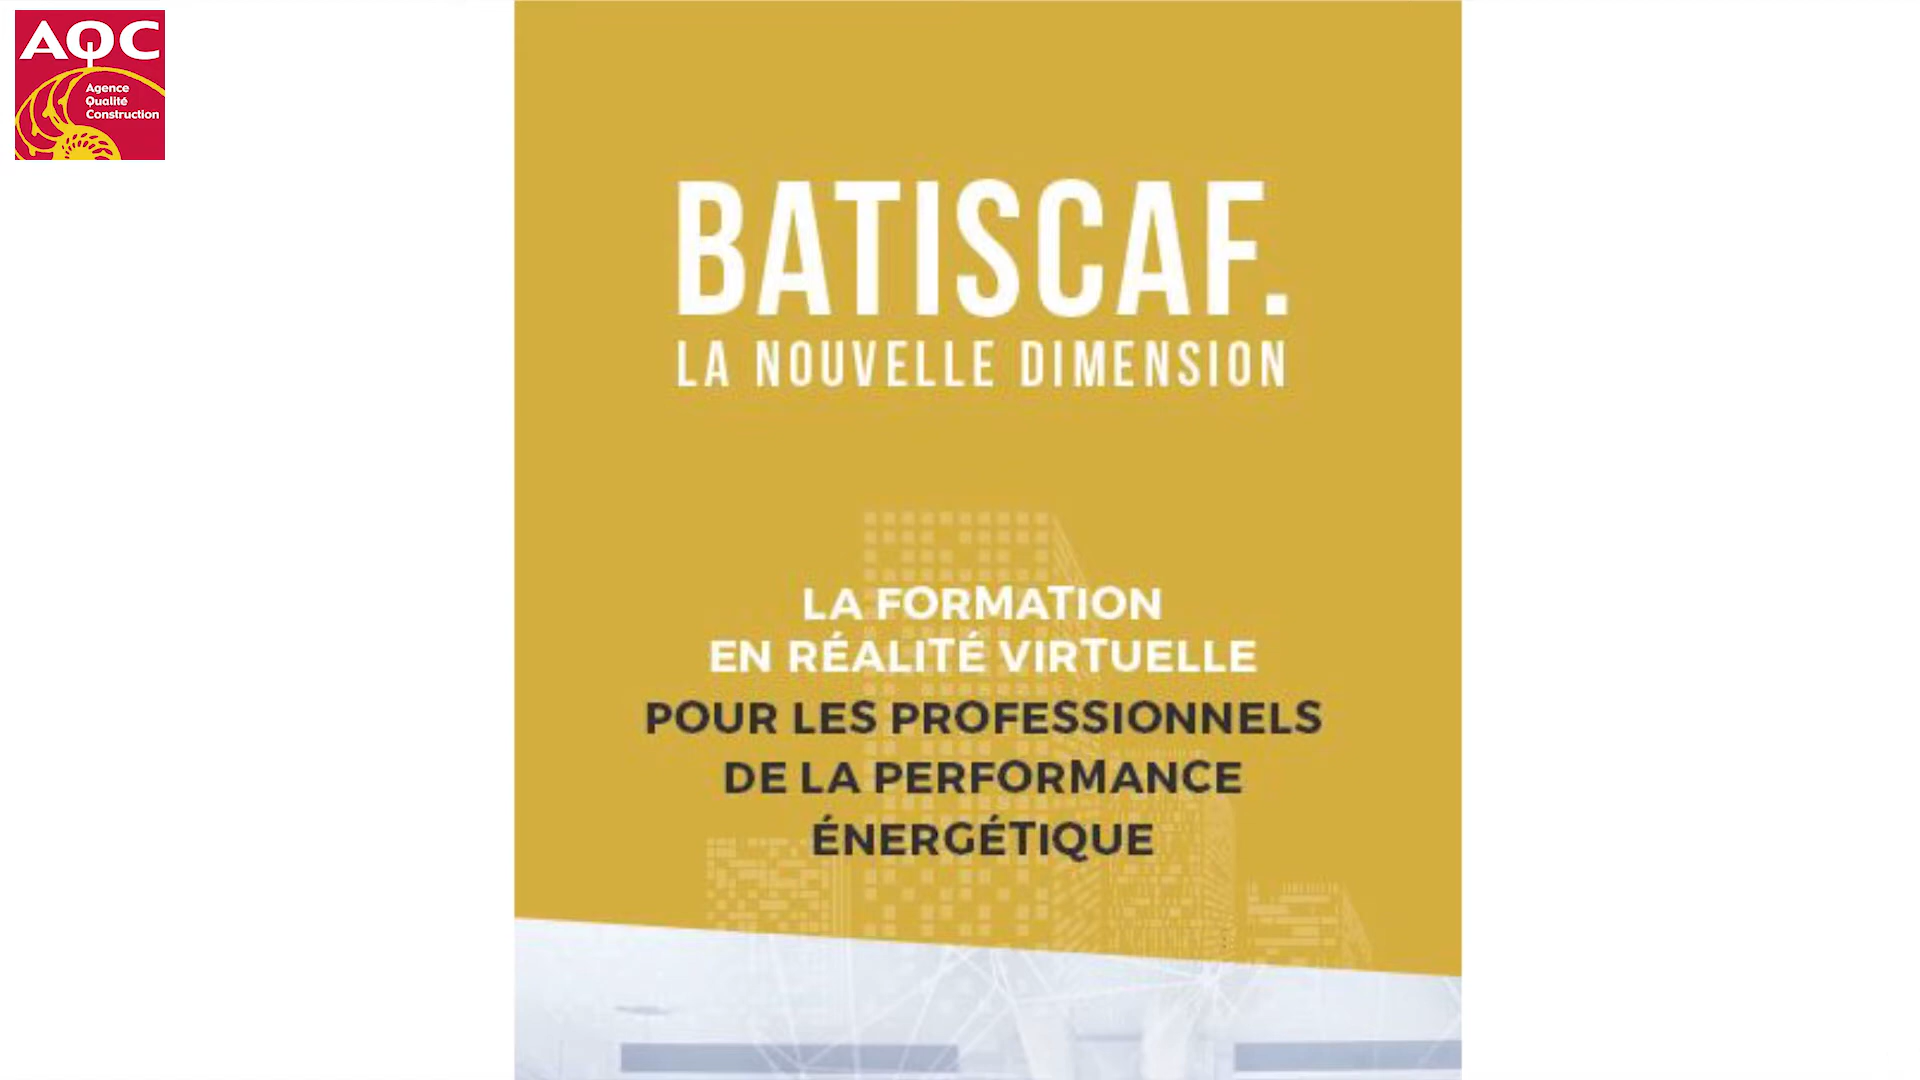 AQC
Agence
Qualité
Construction
BATISCAF.
LA NOUVELLE DIMENSION
LA FORMATION
EN RÉALITÉ VIRTUELLE
POUR LES PROFESSIONNELS
DE LA PERFORMANCE
ÉNERGÉTIQUE